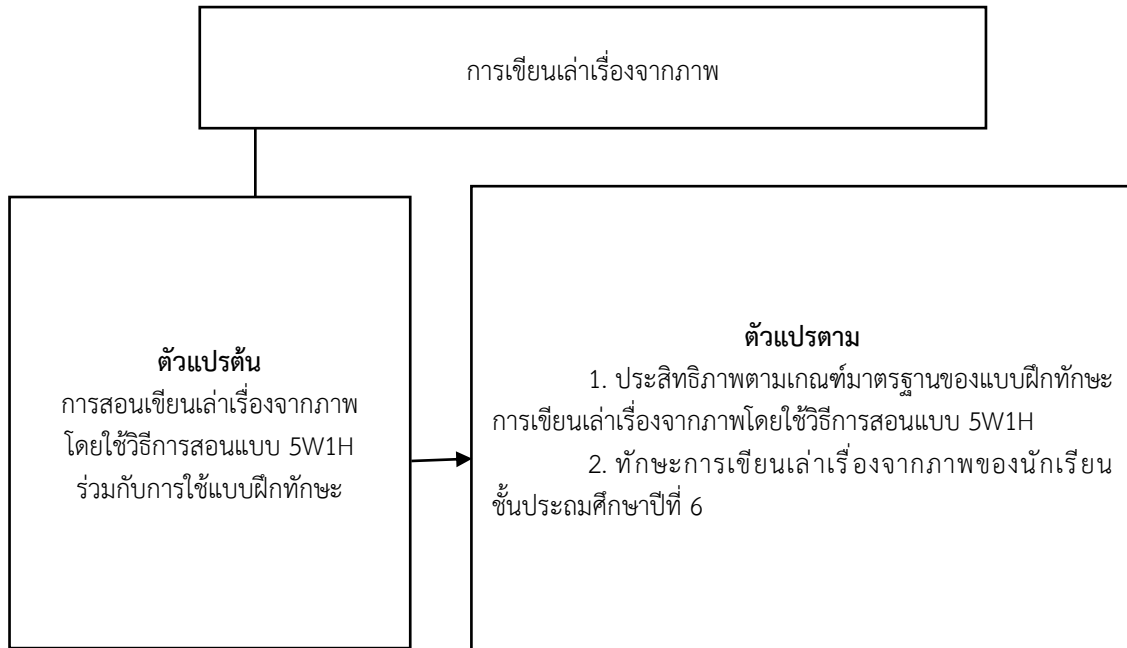 การเขียนเล่าเรื่องจากภาพ
ตัวแปรต้น
การสอนเขียนเล่าเรื่องจากภาพ
โดยใช้วิธีการสอนแบบ 5W1H
ร่วมกับการใช้แบบฝึกทักษะ
ตัวแปรตาม
1. ประสิทธิภาพตามเกณฑ์มาตรฐานของแบบฝึกทักษะ
การเขียนเล่าเรื่องจากภาพโดยใช้วิธีการสอนแบบ 5W1H
2. ทักษะการเขียนเล่าเรื่องจากภาพของนักเรียน
ชั้นประถมศึกษาปีที่ 6